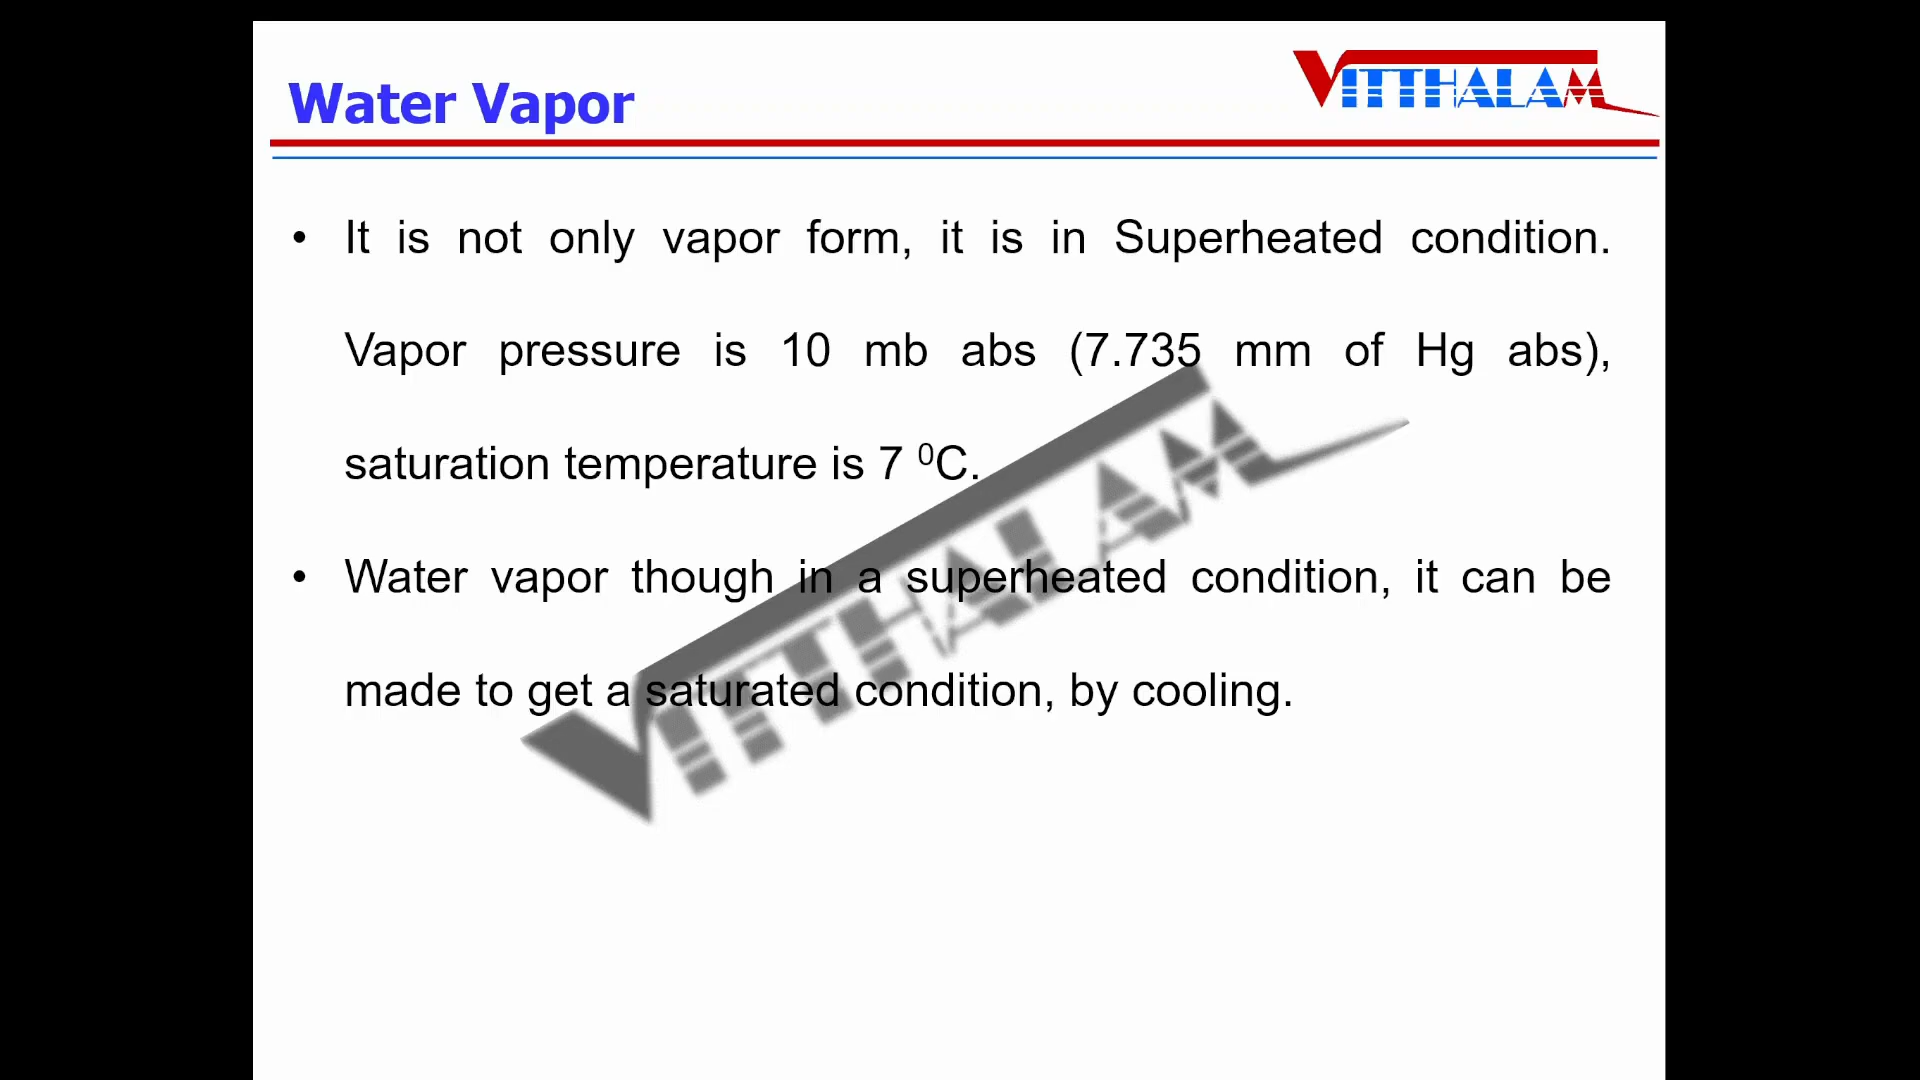 Water Vapor
VITTHALAM
• It is not only vapor form, it is in Superheated condition.
Vapor pressure is 10 mb abs (7.735 mm of Hg abs),
saturation temperature is 7 ⁰C.
• Water vapor though in a superheated condition, it can be
made to get a saturated condition, by cooling.
VITTHALAM